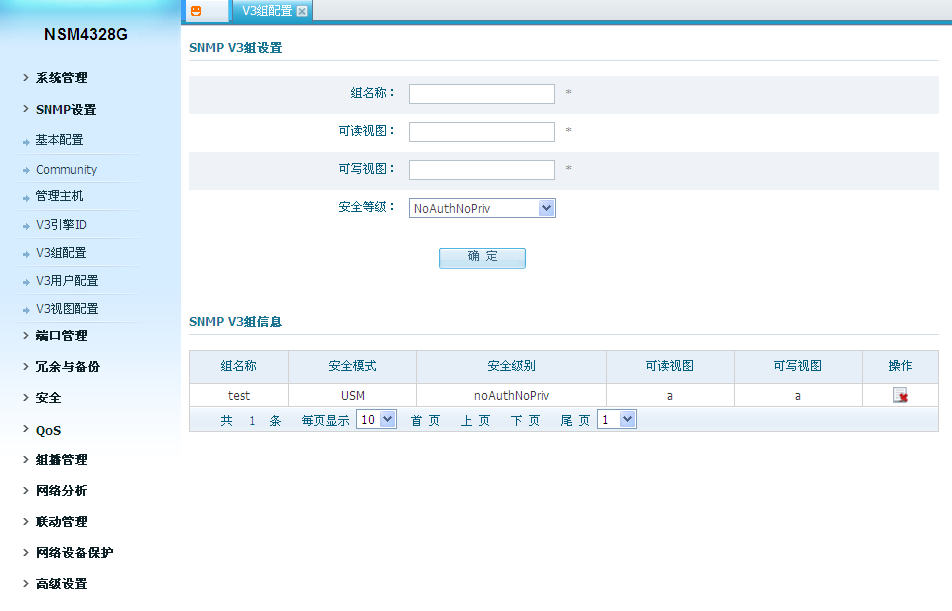 V3组配置
NSM4328G
系统管理
SNMP设置
基本配置
Community
管理主机
V3引擎ID
V3组配置
V3用户配置
V3视图配置
端口管理
冗余与备份
安全
QoS
组播管理
网络分析
联动管理
网络设备保护
高级设置
SNMP V3组设置
组名称： *
可读视图： *
可写视图： *
安全等级： NoAuthNoPriv
确 定
SNMP V3组信息
组名称 安全模式 安全级别 可读视图 可写视图 操作
test USM noAuthNoPriv a a
共 1 条 每页显示 10 首 页 上 页 下 页 尾 页 1